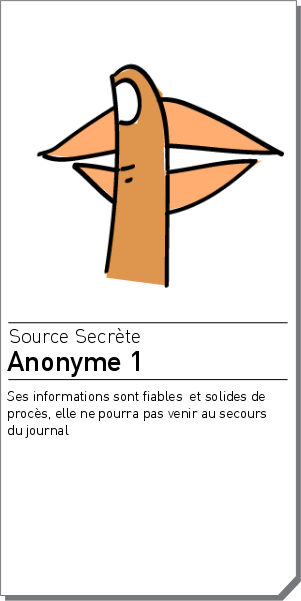 Source Secrète
Anonyme 1
Ses informations sont fiables et solides de
procès, elle ne pourra pas venir au secours
du journal